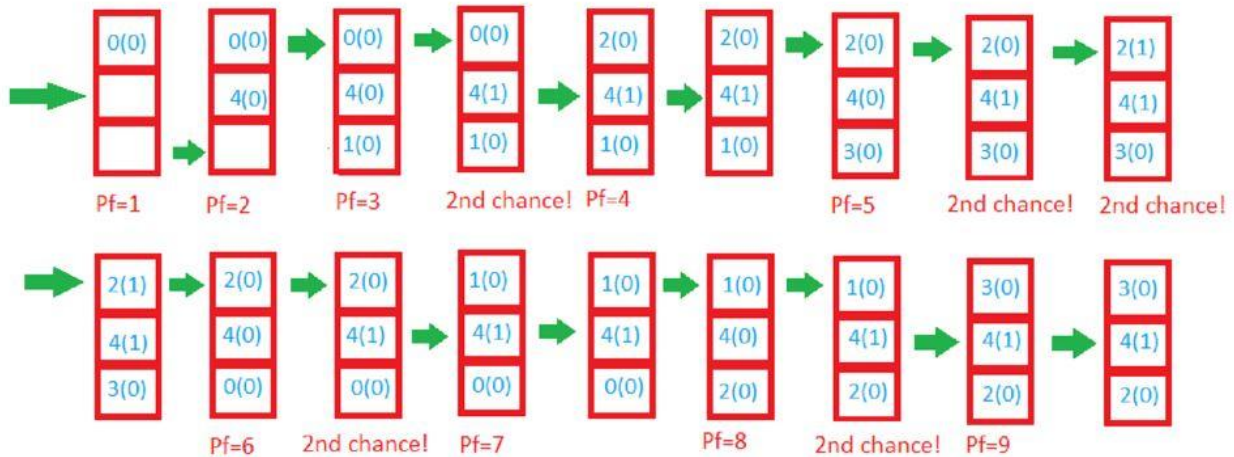 0(0) 0(0) 0(0) 0(0) 2(0) 2(0) 2(0) 2(0) 2(1)
4(0) 4(0) 4(1) 4(1) 4(1) 4(0) 4(1) 4(1)
1(0) 1(0) 1(0) 1(0) 3(0) 3(0) 3(0)
Pf=1 Pf=2 Pf=3 2nd chance! Pf=4 Pf=5 2nd chance! 2nd chance!
2(1) 2(0) 2(0) 1(0) 1(0) 1(0) 1(0) 3(0) 3(0)
4(1) 4(0) 4(1) 4(1) 4(1) 4(0) 4(1) 4(1) 4(1)
3(0) 0(0) 0(0) 0(0) 0(0) 2(0) 2(0) 2(0) 2(0)
Pf=6 2nd chance! Pf=7 Pf=8 2nd chance! Pf=9